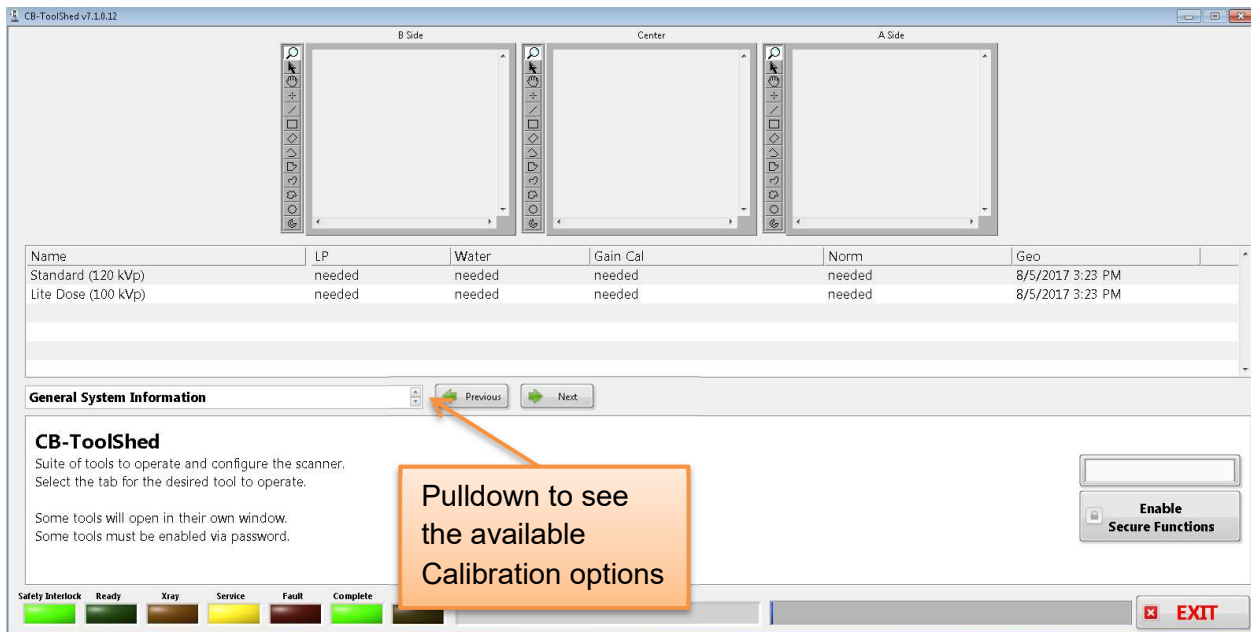 CB-ToolShed v7.1.0.12
B Side
Center
A Side
Name LP Water Gain Cal Norm Geo
Standard (120 kVp) needed needed needed needed 8/5/2017 3:23 PM
Lite Dose (100 kVp) needed needed needed needed 8/5/2017 3:23 PM
General System Information
Previous
Next
CB-ToolShed
Suite of tools to operate and configure the scanner.
Select the tab for the desired tool to operate.
Some tools will open in their own window.
Some tools must be enabled via password.
Pulldown to see
the available
Calibration options
Enable
Secure Functions
Safety Interlock Ready Xray Service Fault Complete
EXIT